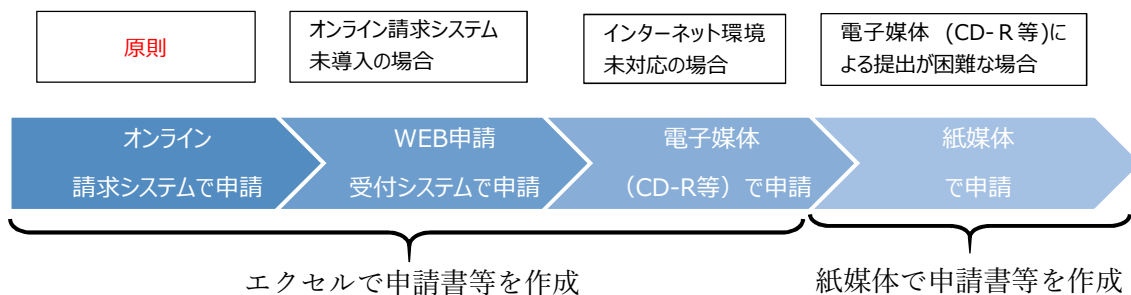 原則
オンライン請求システム
未導入の場合
インターネット環境
未対応の場合
電子媒体 (CD-R等)に
よる提出が困難な場合
オンライン
請求システムで申請
WEB申請
受付システムで申請
電子媒体
（CD-R等）で申請
紙媒体
で申請
エクセルで申請書等を作成
紙媒体で申請書等を作成